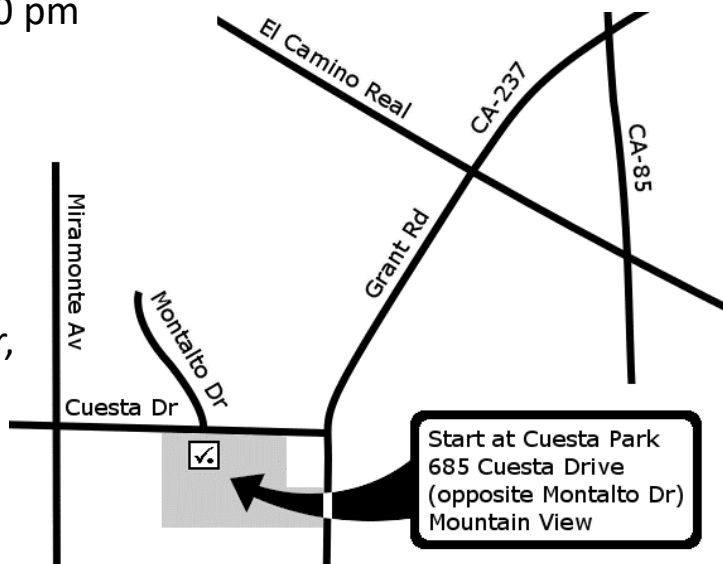 0 pm
El Camino Real
CA-237
CA-85
Grant Rd
Miramonte Av
r,
Montalto Dr
Cuesta Dr
Start at Cuesta Park
685 Cuesta Drive
(opposite Montalto Dr)
Mountain View